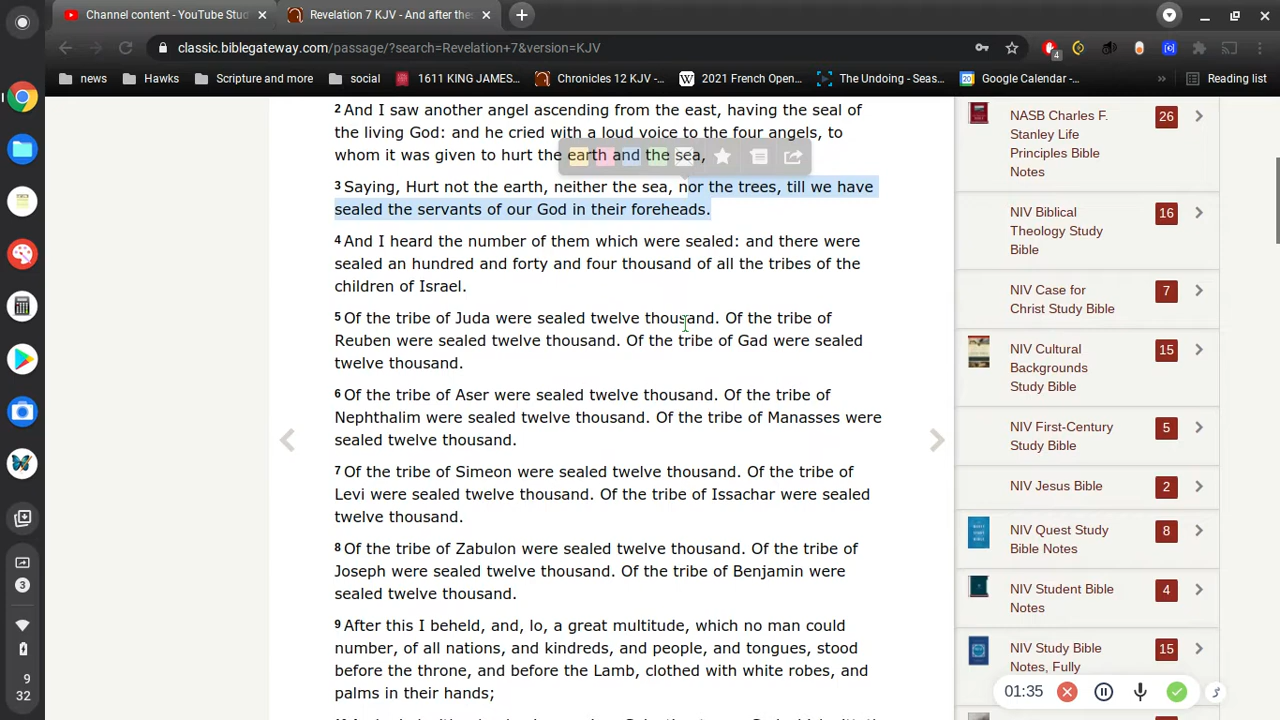 Channel content - YouTube Stud
Revelation 7 KJV - And after thes
classic.biblegateway.com/passage/?search=Revelation+7&version=KJV
4
news
Hawks
Scripture and more
social
1611 KING JAMES...
Chronicles 12 KJV -...
2021 French Open,...
The Undoing - Seas...
20
Google Calendar -...
»
Reading list
2 And I saw another angel ascending from the east, having the seal of
the living God: and he cried with a loud voice to the four angels, to
whom it was given to hurt the earth and the sea,
3 Saying, Hurt not the earth, neither the sea, nor the trees, till we have
sealed the servants of our God in their foreheads.
4 And I heard the number of them which were sealed: and there were
sealed an hundred and forty and four thousand of all the tribes of the
children of Israel.
5 Of the tribe of Juda were sealed twelve thousand. Of the tribe of
Reuben were sealed twelve thousand. Of the tribe of Gad were sealed
twelve thousand.
6 Of the tribe of Aser were sealed twelve thousand. Of the tribe of
Nephthalim were sealed twelve thousand. Of the tribe of Manasses were
sealed twelve thousand.
7 Of the tribe of Simeon were sealed twelve thousand. Of the tribe of
Levi were sealed twelve thousand. Of the tribe of Issachar were sealed
twelve thousand.
8 Of the tribe of Zabulon were sealed twelve thousand. Of the tribe of
Joseph were sealed twelve thousand. Of the tribe of Benjamin were
sealed twelve thousand.
9 After this I beheld, and, lo, a great multitude, which no man could
number, of all nations, and kindreds, and people, and tongues, stood
before the throne, and before the Lamb, clothed with white robes, and
palms in their hands;
NASB Charles F.
Stanley Life
Principles Bible
Notes
26
NIV Biblical
Theology Study
Bible
16
NIV Case for
Christ Study Bible
7
NIV Cultural
Backgrounds
Study Bible
15
NIV First-Century
Study Bible
5
NIV Jesus Bible
2
NIV Quest Study
Bible Notes
8
NIV Student Bible
Notes
4
NIV Study Bible
Notes, Fully
15
01:35
3
9
32